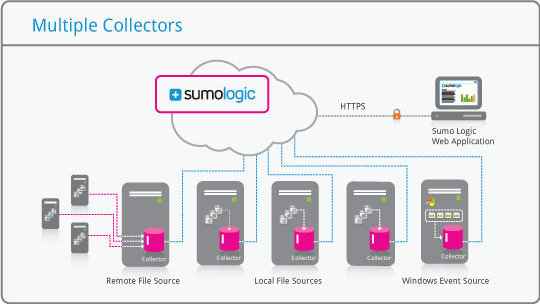 Multiple Collectors
sumologic
HTTPS
sumologic
Sumo Logic
Web Application
Collector
Collector
Collector
Collector
Collector
Remote File Source
Local File Sources
Windows Event Source